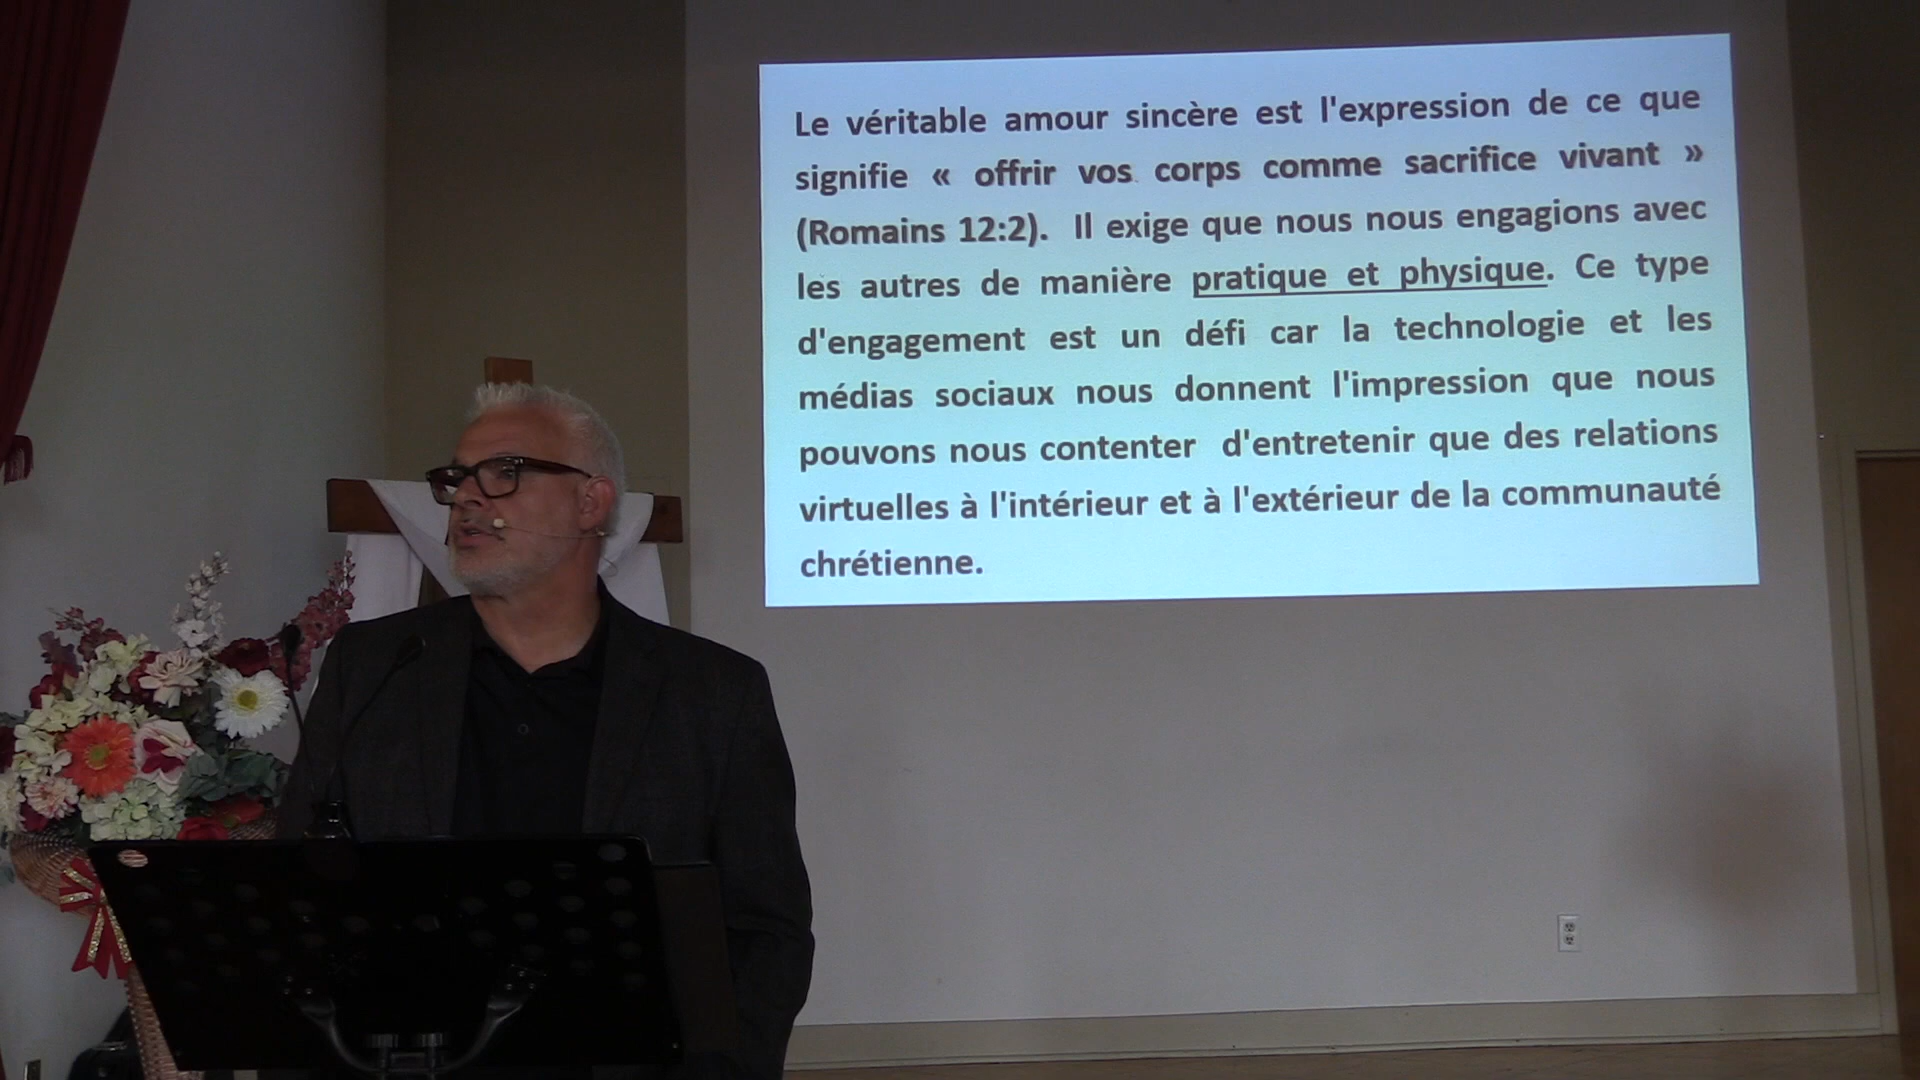 Le véritable amour sincère est l'expression de ce que
signifie « offrir vos corps comme sacrifice vivant »
(Romains 12:2). Il exige que nous nous engagions avec
les autres de manière pratique et physique. Ce type
d'engagement est un défi car la technologie et les
médias sociaux nous donnent l'impression que nous
pouvons nous contenter d'entretenir que des relations
virtuelles à l'intérieur et à l'extérieur de la communauté
chrétienne.